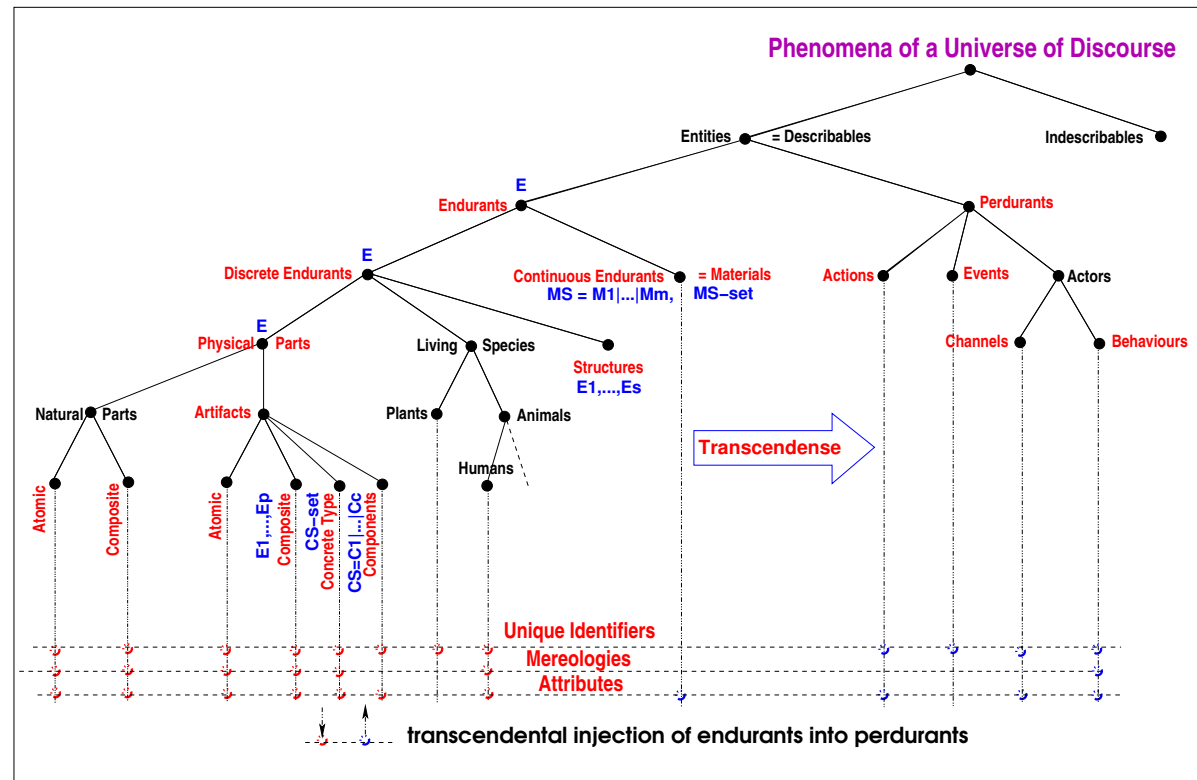 Phenomena of a Universe of Discourse
Entities = Describables
Indescribables
E
Endurants
Perdurants
E
Discrete Endurants
Continuous Endurants = Materials
MS = M1|...|Mm, MS-set
Actions
Events
Actors
E
Physical Parts
Living Species
Structures
E1,...,Es
Channels
Behaviours
Natural Parts
Artifacts
Plants
Animals
Transcendense
Humans
Atomic
Composite
Atomic
E1,...,Ep
Composite
CS-set
Concrete Type
CS=C1|...|Cc
Components
Unique Identifiers
Mereologies
Attributes
transcendental injection of endurants into perdurants